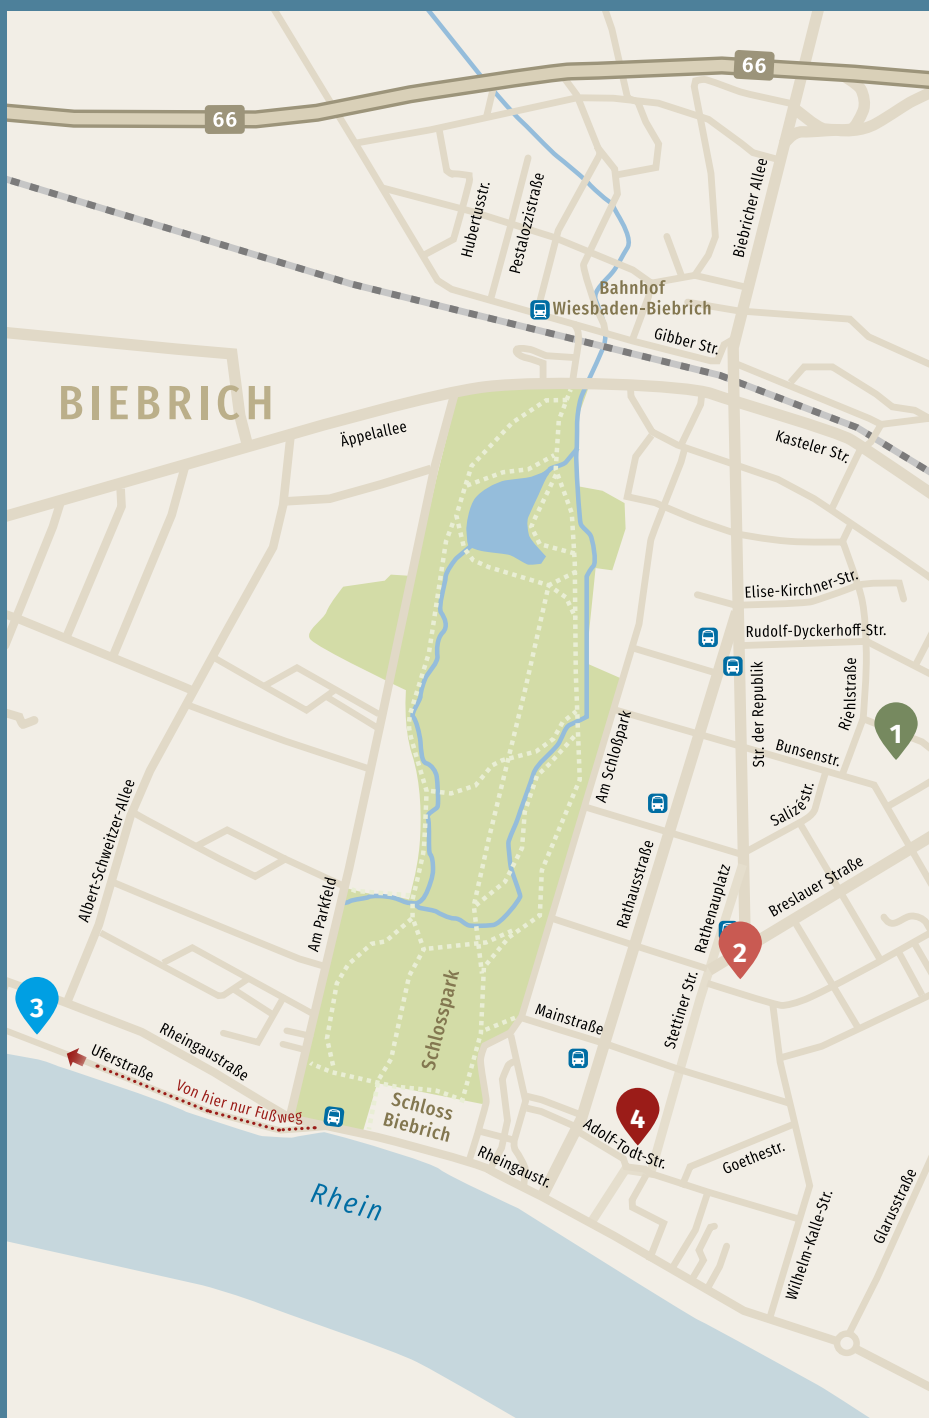 66
66
Biebricher Allee
Hubertusstr.
Pestalozzistraße
Bahnhof
Wiesbaden-Biebrich
Gibber Str.
BIEBRICH
Äppelallee
Kasteler Str.
Elise-Kirchner-Str.
Rudolf-Dyckerhoff-Str.
Str. der Republik
Riehlstraße
1
Am Schloßpark
Bunsenstr.
Salizéstr.
Albert-Schweitzer-Allee
Rathausstraße
Breslauer Straße
Am Parkfeld
Rathenauplatz
2
Schlosspark
Stettiner Str.
3
Mainstraße
Rheingaustraße
Uferstraße
Von hier nur Fußweg
Schloss
Biebrich
4
Adolf-Todt-Str.
Goethestr.
Rheingaustr.
Rhein
Wilhelm-Kalle-Str.
Glarusstraße